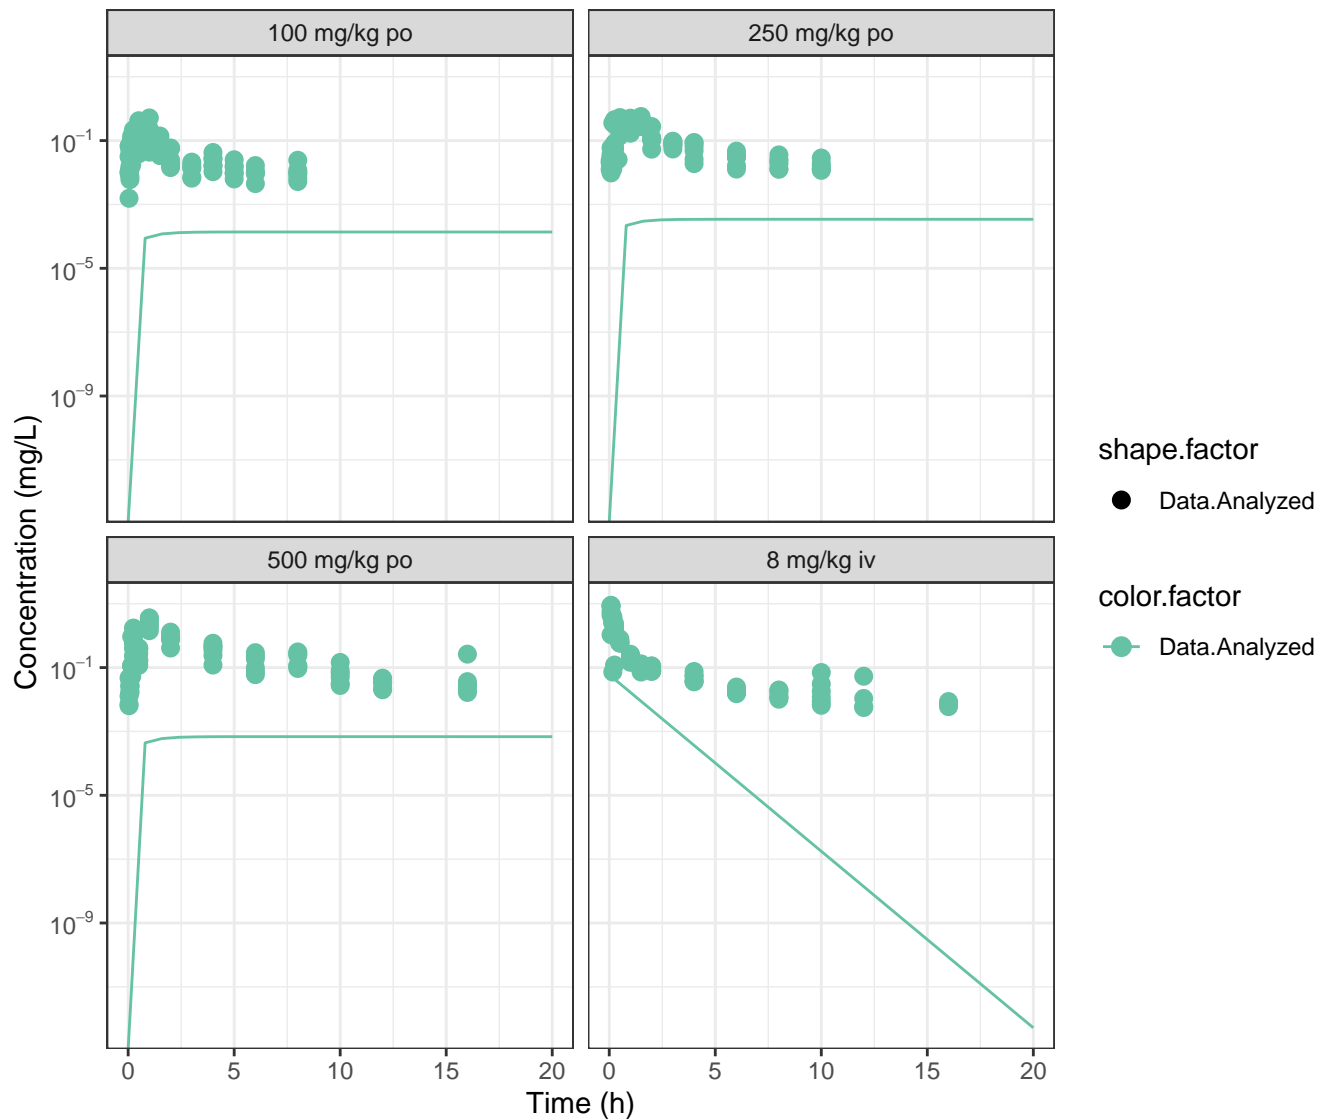 100 mg/kg po
250 mg/kg po
10⁻¹
10⁻⁵
10⁻⁹
500 mg/kg po
8 mg/kg iv
10⁻¹
10⁻⁵
10⁻⁹
0 5 10 15 20
0 5 10 15 20
Time (h)
Concentration (mg/L)
shape.factor
Data.Analyzed
color.factor
Data.Analyzed